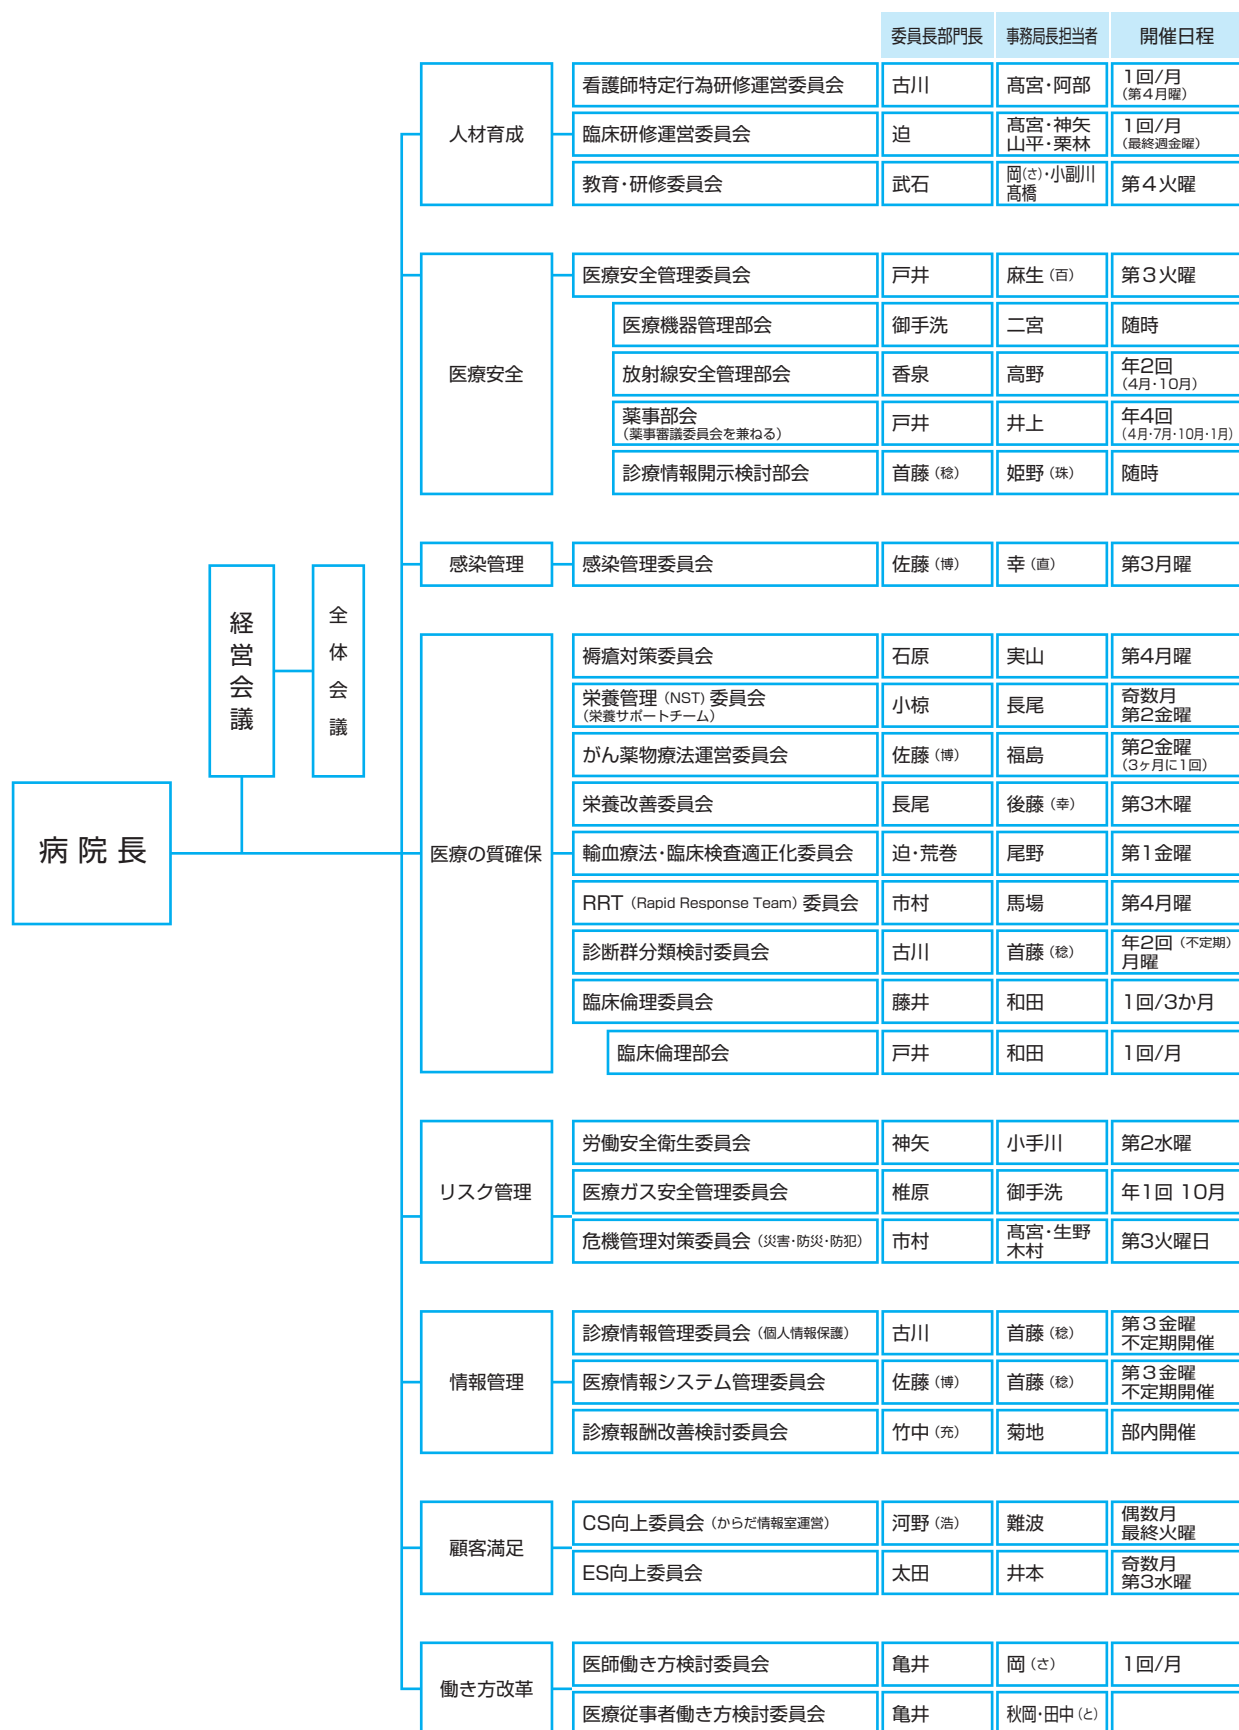 委員長部門長 事務局長担当者 開催日程
人材育成
看護師特定行為研修運営委員会 古川 髙宮・阿部 1回/月
(第4月曜)
臨床研修運営委員会 迫 髙宮・神矢 1回/月
山平・栗林 (最終週金曜)
教育・研修委員会 武石 岡(さ)・小副川 第4火曜
髙橋
医療安全
医療安全管理委員会 戸井 麻生(百) 第3火曜
医療機器管理部会 御手洗 二宮 随時
放射線安全管理部会 香泉 高野 年2回
(4月・10月)
薬事部会 戸井 井上 年4回
(薬事審議委員会を兼ねる) (4月・7月・10月・1月)
診療情報開示検討部会 首藤(稔) 姫野(珠) 随時
感染管理
感染管理委員会 佐藤(博) 幸(直) 第3月曜
経営会議
全体会議
病院長
医療の質確保
褥瘡対策委員会 石原 実山 第4月曜
栄養管理(NST)委員会 小椋 長尾 奇数月
(栄養サポートチーム) 第2金曜
がん薬物療法運営委員会 佐藤(博) 福島 第2金曜
(3ヶ月に1回)
栄養改善委員会 長尾 後藤(幸) 第3木曜
輸血療法・臨床検査適正化委員会 迫・荒巻 尾野 第1金曜
RRT(Rapid Response Team)委員会 市村 馬場 第4月曜
診断群分類検討委員会 古川 首藤(稔) 年2回(不定期)
月曜
臨床倫理委員会 藤井 和田 1回/3か月
臨床倫理部会 戸井 和田 1回/月
リスク管理
労働安全衛生委員会 神矢 小手川 第2水曜
医療ガス安全管理委員会 椎原 御手洗 年1回 10月
危機管理対策委員会(災害・防災・防犯) 市村 髙宮・生野 第3火曜日
木村
情報管理
診療情報管理委員会(個人情報保護) 古川 首藤(稔) 第3金曜
不定期開催
医療情報システム管理委員会 佐藤(博) 首藤(稔) 第3金曜
不定期開催
診療報酬改善検討委員会 竹中(充) 菊地 部内開催
顧客満足
CS向上委員会(からだ情報室運営) 河野(浩) 難波 偶数月
最終火曜
ES向上委員会 太田 井本 奇数月
第3水曜
働き方改革
医師働き方検討委員会 亀井 岡(さ) 1回/月
医療従事者働き方検討委員会 亀井 秋岡・田中(と)